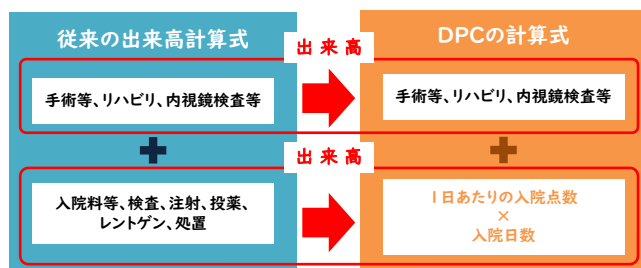 従来の出来高計算式
出来高
DPCの計算式
手術等、リハビリ、内視鏡検査等
手術等、リハビリ、内視鏡検査等
+
出来高
+
入院料等、検査、注射、投薬、
レントゲン、処置
1日あたりの入院点数
×
入院日数